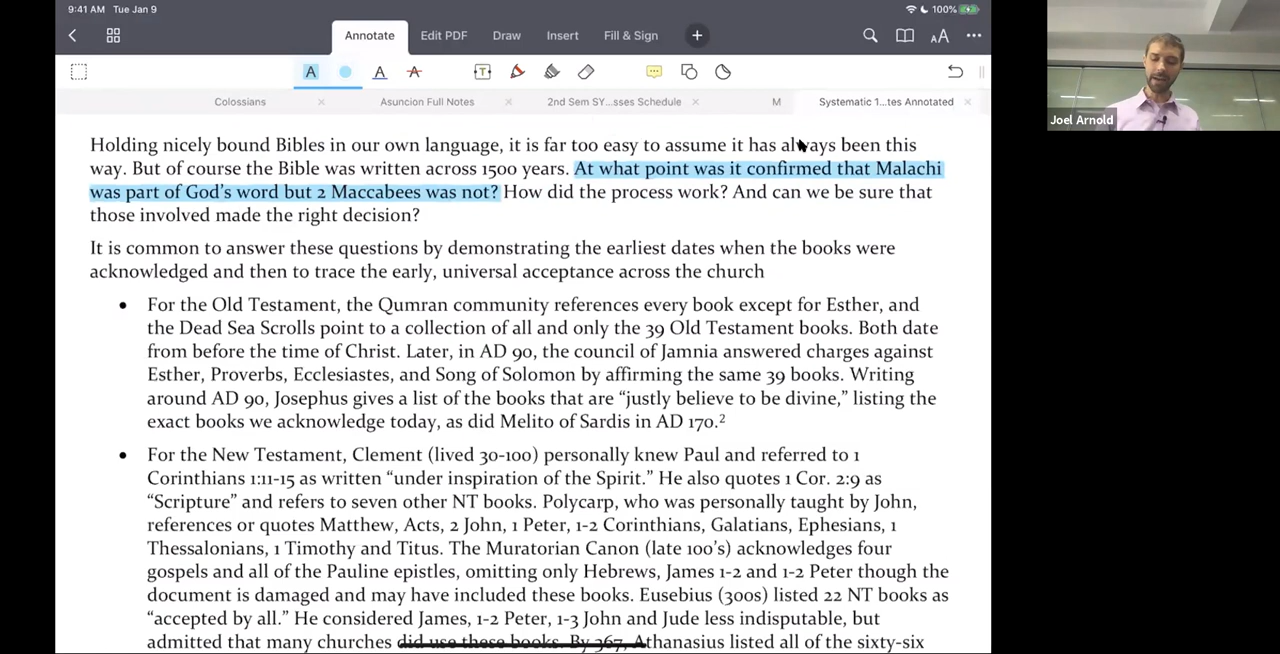 9:41 AM Tue Jan 9
100%
Annotate
Edit PDF
Draw
Insert
Fill & Sign
AA
A
A
A
T
Colossians
Asuncion Full Notes
2nd Sem SY...sses Schedule
M
Systematic 1...tes Annotated
Joel Arnold
Holding nicely bound Bibles in our own language, it is far too easy to assume it has always been this
way. But of course the Bible was written across 1500 years. At what point was it confirmed that Malachi
was part of God's word but 2 Maccabees was not? How did the process work? And can we be sure that
those involved made the right decision?
It is common to answer these questions by demonstrating the earliest dates when the books were
acknowledged and then to trace the early, universal acceptance across the church
• For the Old Testament, the Qumran community references every book except for Esther, and
the Dead Sea Scrolls point to a collection of all and only the 39 Old Testament books. Both date
from before the time of Christ. Later, in AD 90, the council of Jamnia answered charges against
Esther, Proverbs, Ecclesiastes, and Song of Solomon by affirming the same 39 books. Writing
around AD 90, Josephus gives a list of the books that are “justly believe to be divine,” listing the
exact books we acknowledge today, as did Melito of Sardis in AD 170.²
• For the New Testament, Clement (lived 30-100) personally knew Paul and referred to 1
Corinthians 1:11-15 as written “under inspiration of the Spirit.” He also quotes 1 Cor. 2:9 as
“Scripture” and refers to seven other NT books. Polycarp, who was personally taught by John,
references or quotes Matthew, Acts, 2 John, 1 Peter, 1-2 Corinthians, Galatians, Ephesians, 1
Thessalonians, 1 Timothy and Titus. The Muratorian Canon (late 100's) acknowledges four
gospels and all of the Pauline epistles, omitting only Hebrews, James 1-2 and 1-2 Peter though the
document is damaged and may have included these books. Eusebius (300s) listed 22 NT books as
“accepted by all.” He considered James, 1-2 Peter, 1-3 John and Jude less indisputable, but
admitted that many churches did use these books. By 367, Athanasius listed all of the sixty-six